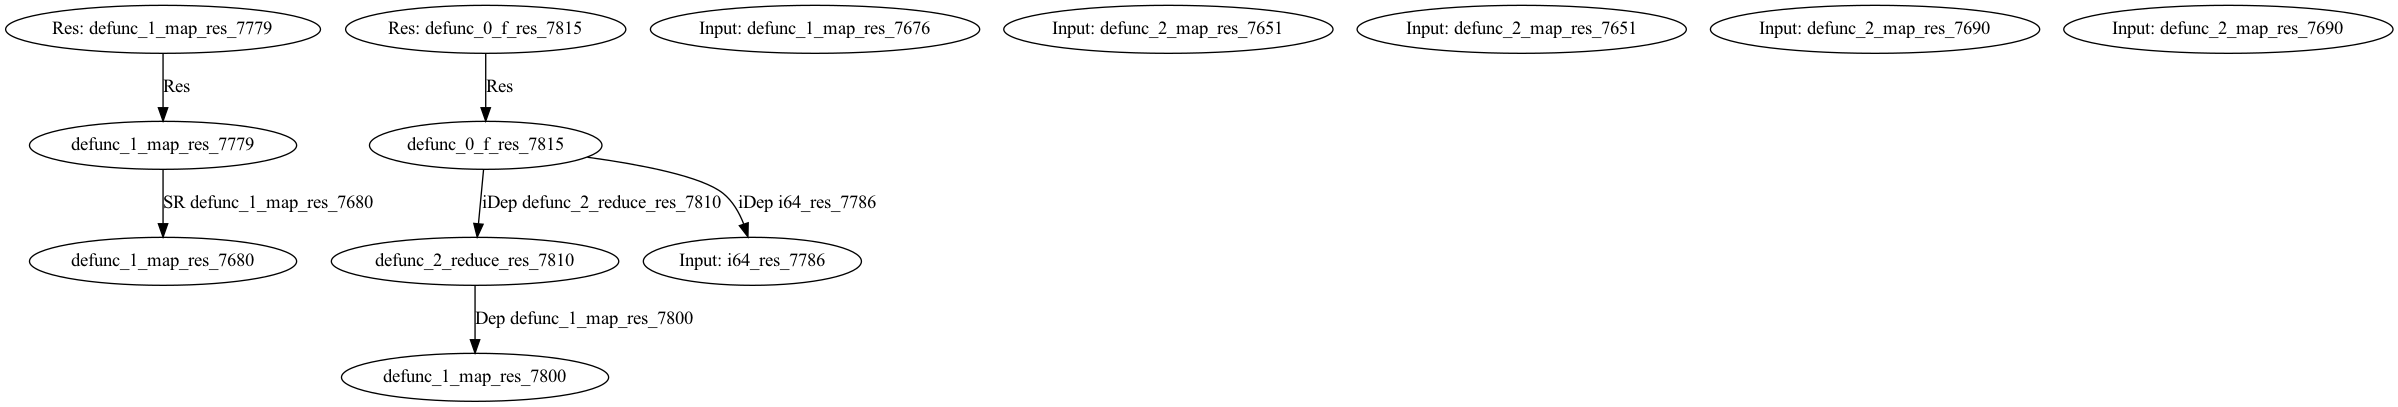 Res: defunc_1_map_res_7779
Res: defunc_0_f_res_7815
Input: defunc_1_map_res_7676
Input: defunc_2_map_res_7651
Input: defunc_2_map_res_7651
Input: defunc_2_map_res_7690
Input: defunc_2_map_res_7690
Res
Res
defunc_1_map_res_7779
defunc_0_f_res_7815
SR defunc_1_map_res_7680
iDep defunc_2_reduce_res_7810
iDep i64_res_7786
defunc_1_map_res_7680
defunc_2_reduce_res_7810
Input: i64_res_7786
Dep defunc_1_map_res_7800
defunc_1_map_res_7800